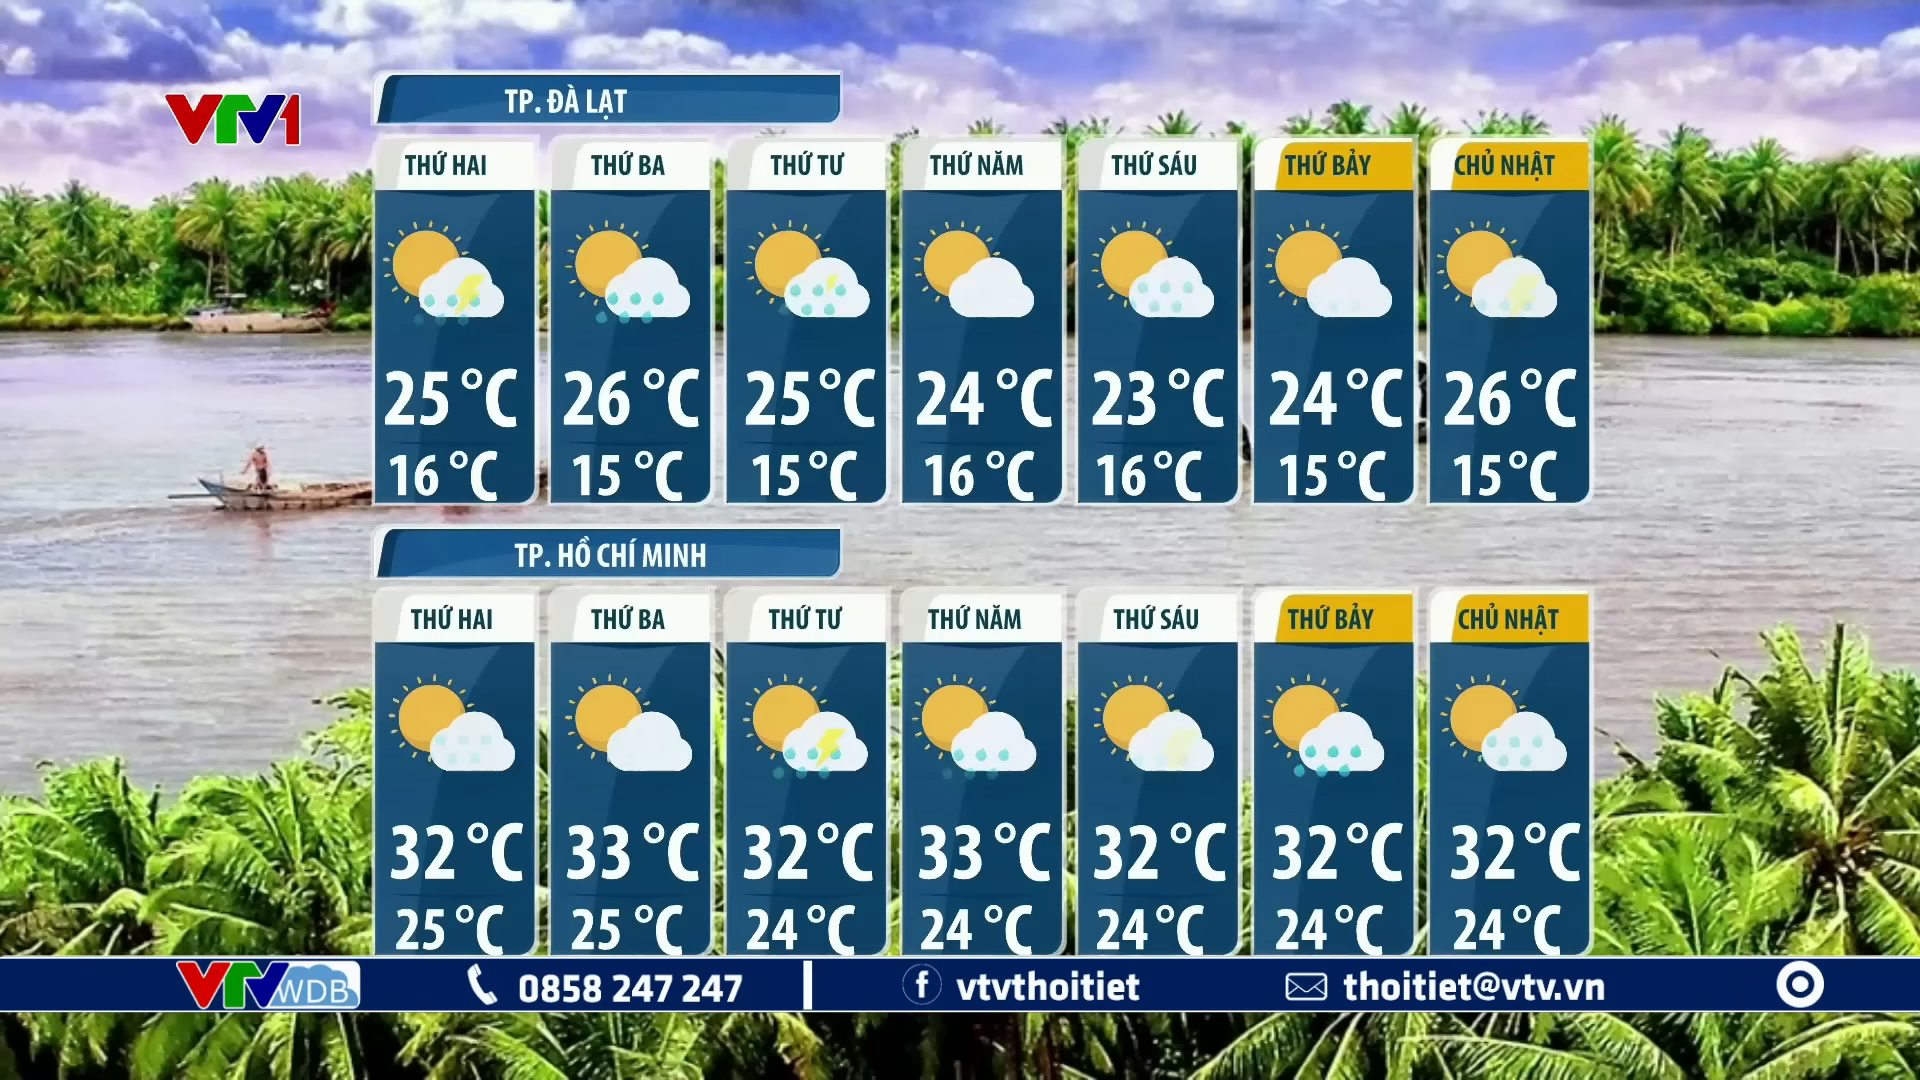 VTV1
TP. ĐÀ LẠT
THỨ HAI THỨ BA THỨ TƯ THỨ NĂM THỨ SÁU THỨ BẢY CHỦ NHẬT
25°C 26°C 25°C 24°C 23°C 24°C 26°C
16°C 15°C 15°C 16°C 16°C 15°C 15°C
TP. HỒ CHÍ MINH
THỨ HAI THỨ BA THỨ TƯ THỨ NĂM THỨ SÁU THỨ BẢY CHỦ NHẬT
32°C 33°C 32°C 33°C 32°C 32°C 32°C
25°C 25°C 24°C 24°C 24°C 24°C 24°C
VTV WDB 0858 247 247 vtvthoitiet thoitiet@vtv.vn